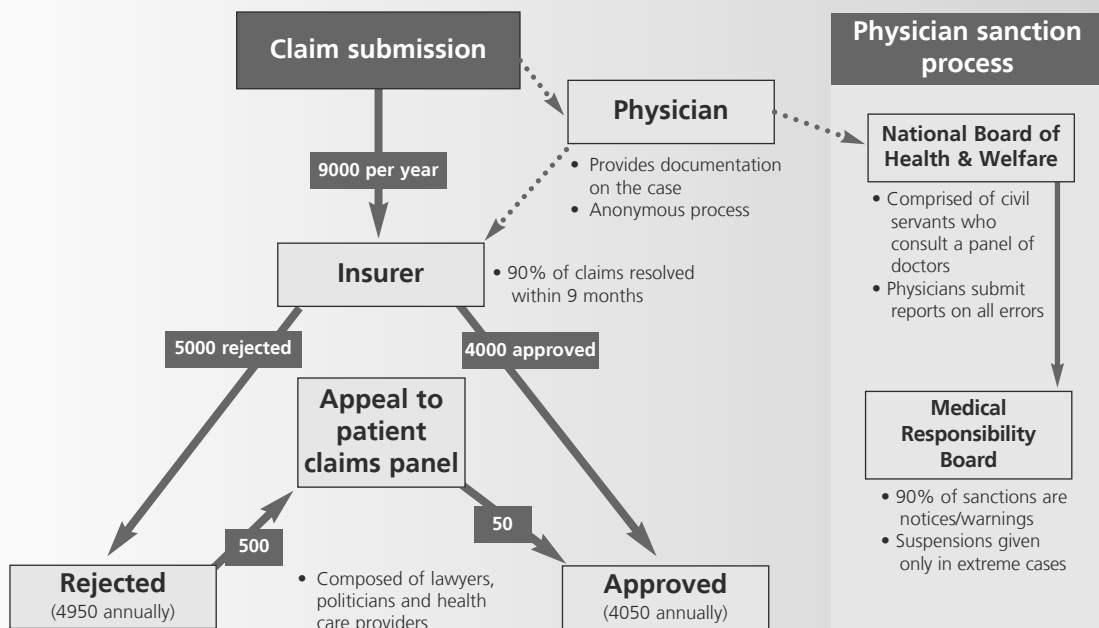 Claim submission
Physician sanction
process
Physician
National Board of
Health & Welfare
9000 per year
• Provides documentation
on the case
• Anonymous process
• Comprised of civil
servants who
consult a panel of
doctors
• Physicians submit
reports on all errors
Insurer
• 90% of claims resolved
within 9 months
5000 rejected
4000 approved
Appeal to
patient
claims panel
Medical
Responsibility
Board
• 90% of sanctions are
notices/warnings
• Suspensions given
only in extreme cases
500
50
Rejected
(4950 annually)
• Composed of lawyers,
politicians and health
care providers
Approved
(4050 annually)